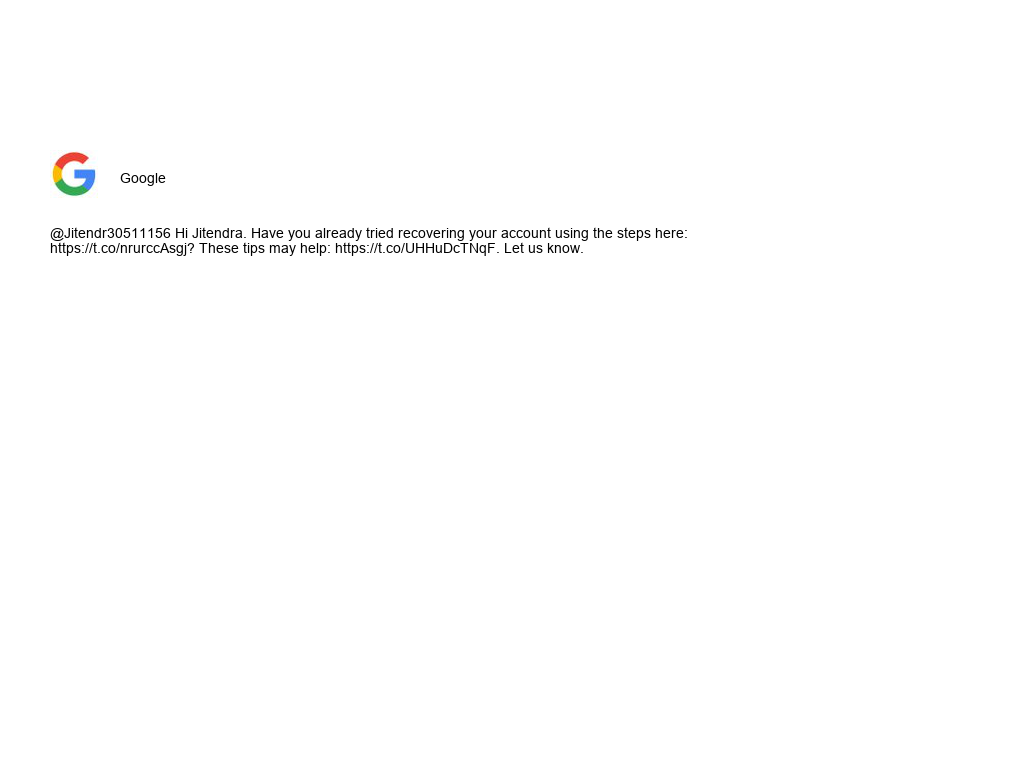 Google
@Jitendr30511156 Hi Jitendra. Have you already tried recovering your account using the steps here:
https://t.co/nrurccAsgj? These tips may help: https://t.co/UHHuDcTNqF. Let us know.